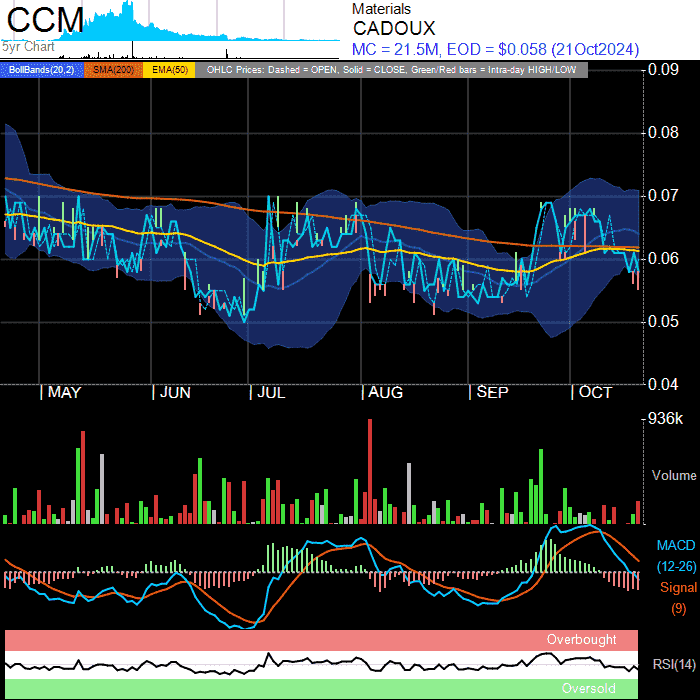 CCM
5yr Chart
Materials
CADOUX
MC = 21.5M, EOD = $0.058 (21Oct2024)
BollBands(20,2) SMA(200) EMA(50) OHLC Prices: Dashed = OPEN, Solid = CLOSE, Green/Red bars = Intra-day HIGH/LOW
0.09
0.08
0.07
0.06
0.05
0.04
MAY JUN JUL AUG SEP OCT
936k
Volume
MACD
(12-26)
Signal
(9)
Overbought
RSI(14)
Oversold